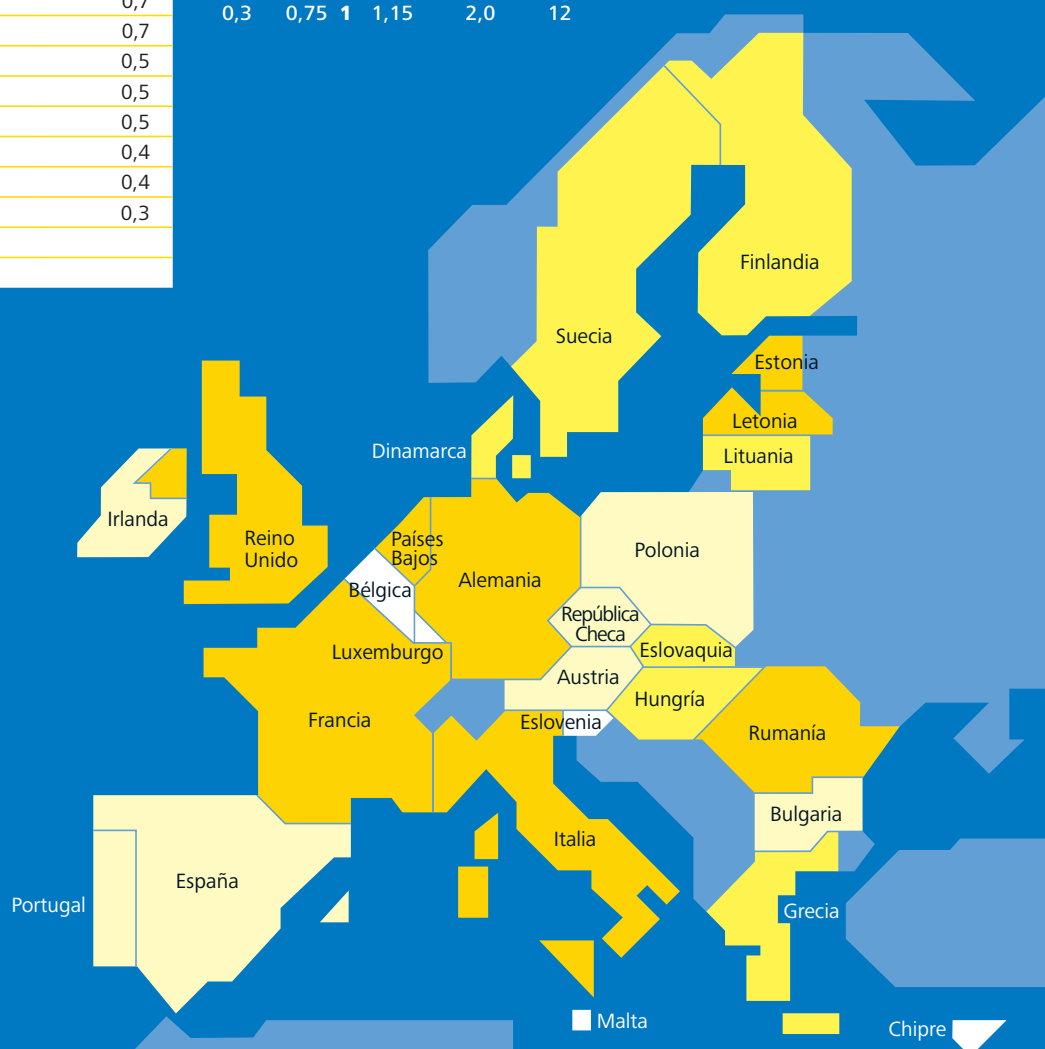 0,7
0,7
0,5
0,5
0,5
0,4
0,4
0,3
0,3 0,75 1 1,15 2,0 12
Finlandia
Suecia
Estonia
Letonia
Dinamarca
Lituania
Irlanda
Reino
Unido
Países
Bajos
Polonia
Alemania
Bélgica
República
Checa
Luxemburgo
Eslovaquia
Austria
Hungría
Francia
Eslovenia
Rumanía
Bulgaria
Italia
España
Portugal
Grecia
Malta
Chipre